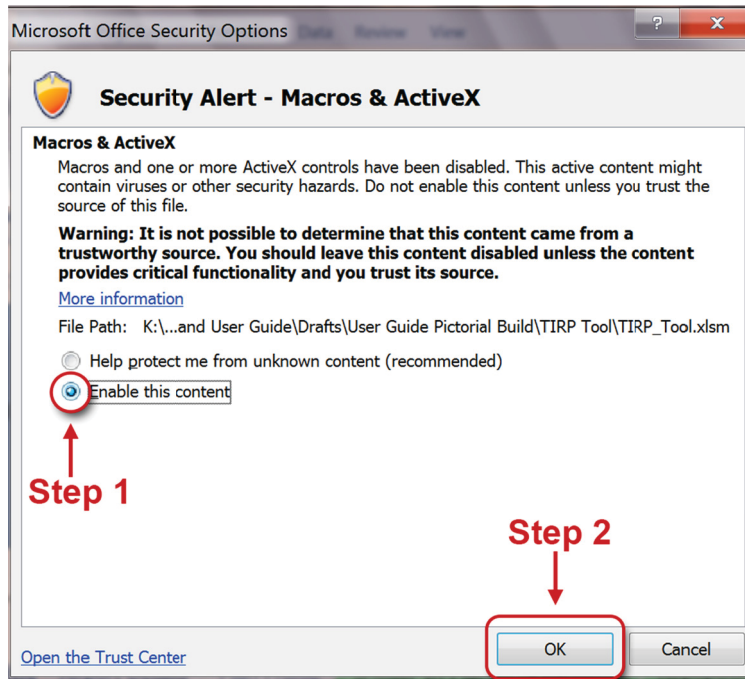 Data Review View
Microsoft Office Security Options
? X
Security Alert - Macros & ActiveX
Macros & ActiveX
Macros and one or more ActiveX controls have been disabled. This active content might
contain viruses or other security hazards. Do not enable this content unless you trust the
source of this file.
Warning: It is not possible to determine that this content came from a
trustworthy source. You should leave this content disabled unless the content
provides critical functionality and you trust its source.
More information
File Path: K:\...and User Guide\Drafts\User Guide Pictorial Build\TIRP Tool\TIRP_Tool.xlsm
Help protect me from unknown content (recommended)
Enable this content
Step 1
Step 2
Open the Trust Center
OK
Cancel